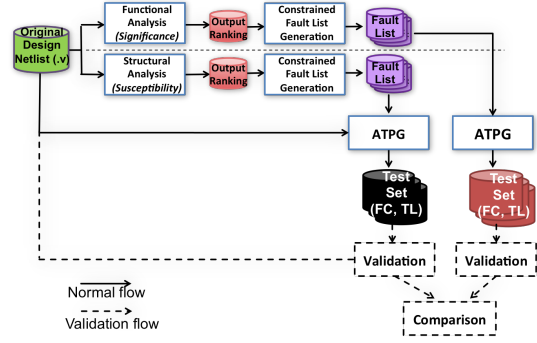 Original
Design
Netlist (.v)
Functional
Analysis
(Significance)
Output
Ranking
Constrained
Fault List
Generation
Fault
List
Structural
Analysis
(Susceptibility)
Output
Ranking
Constrained
Fault List
Generation
Fault
List
ATPG
ATPG
Test
Set
(FC, TL)
Test
Set
(FC, TL)
Validation
Validation
Comparison
Normal flow
Validation flow